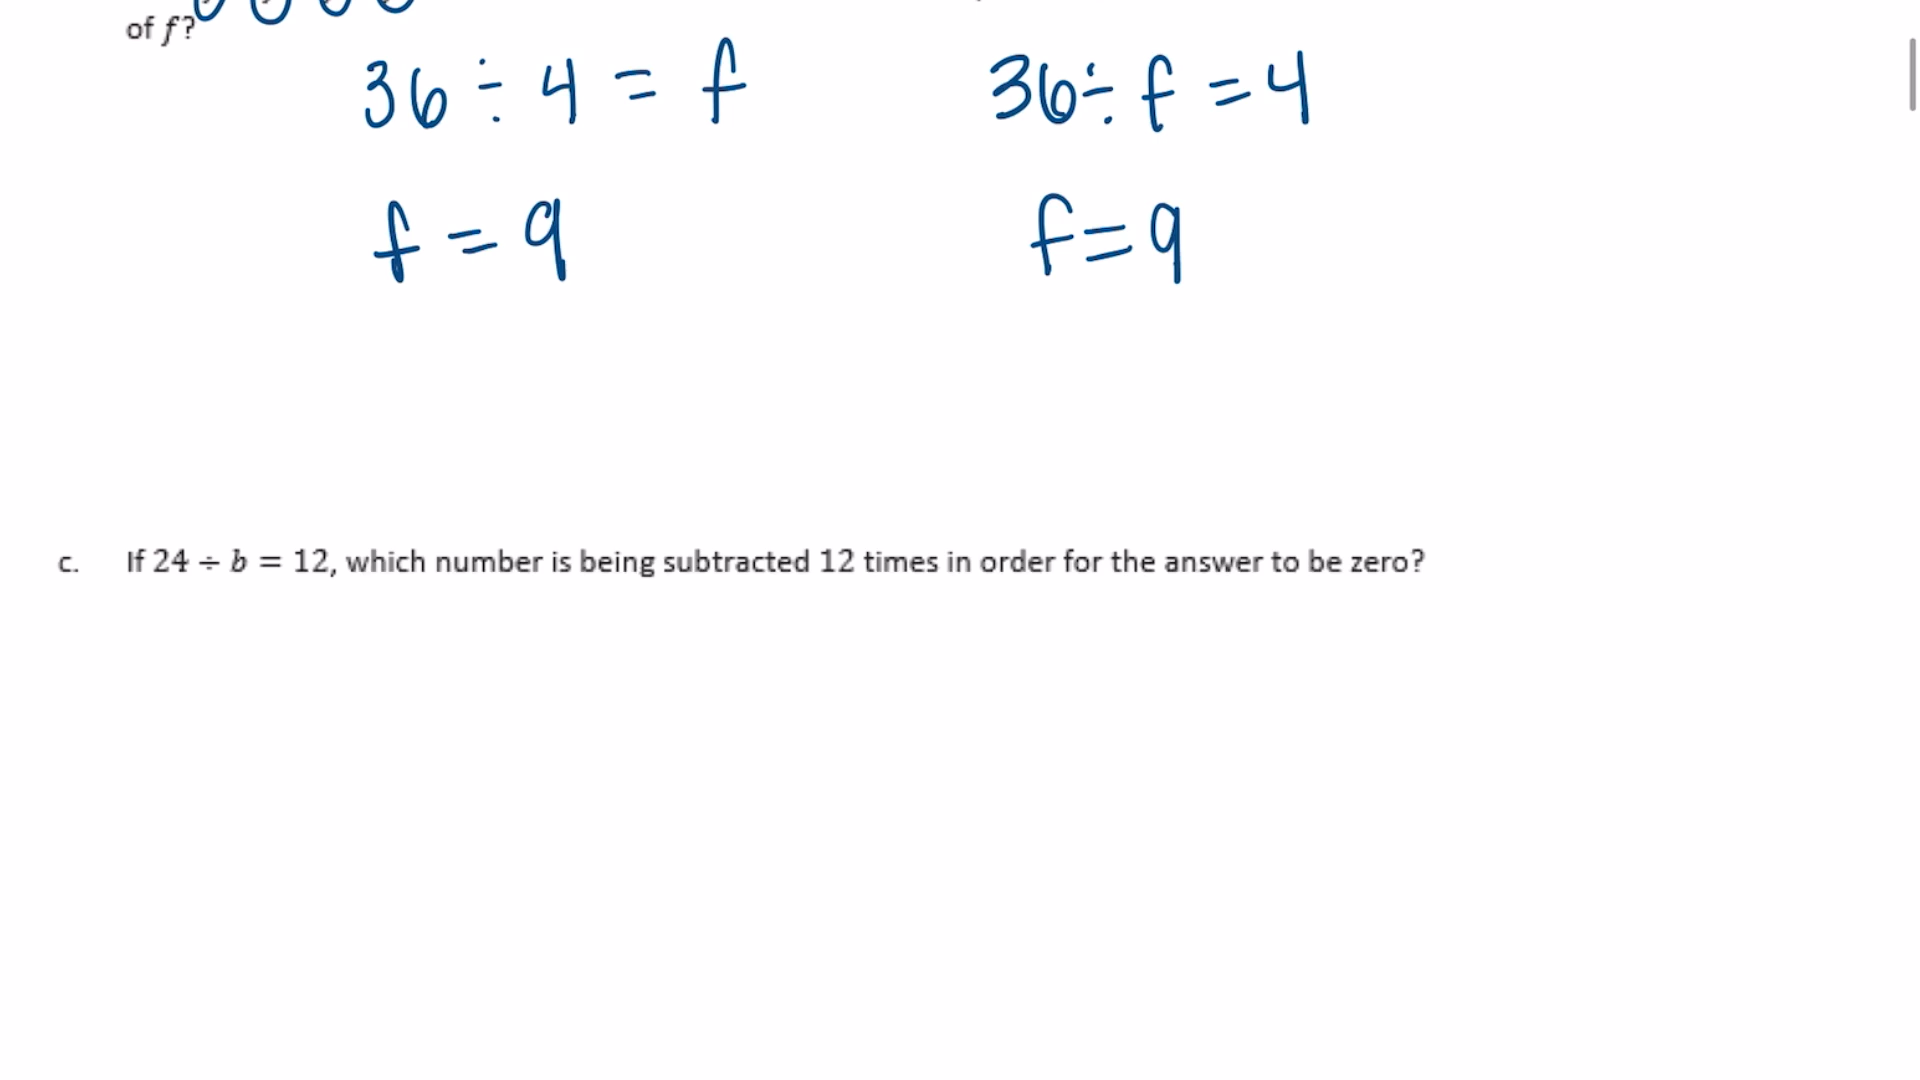 of f?
36 ÷ 4 = f
36 ÷ f = 4
f = 9
f = 9
c. If 24 ÷ b = 12, which number is being subtracted 12 times in order for the answer to be zero?